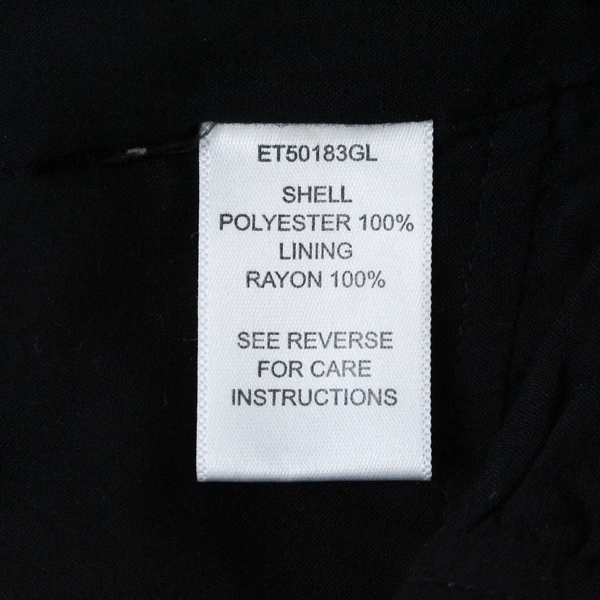 ET50183GL
SHELL
POLYESTER 100%
LINING
RAYON 100%
SEE REVERSE
FOR CARE
INSTRUCTIONS